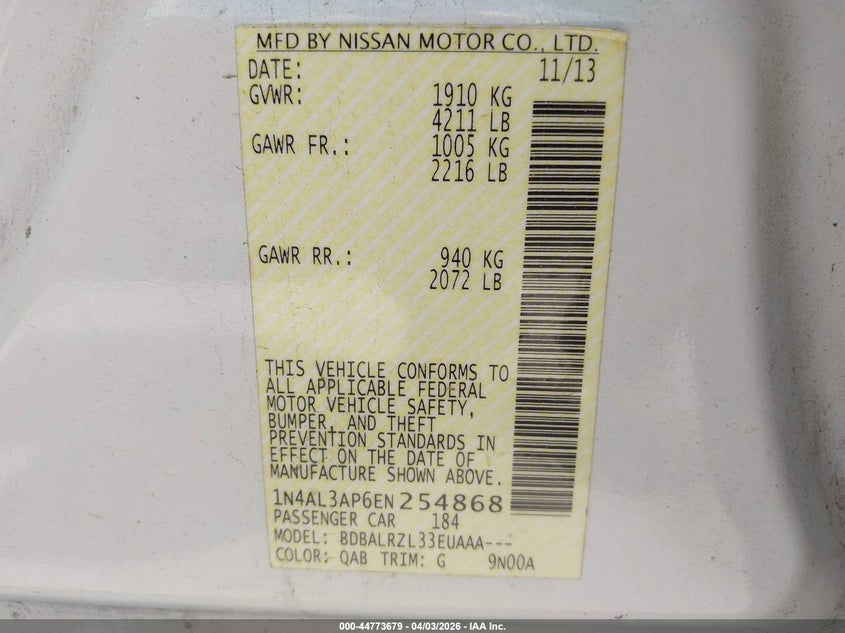 MFD BY NISSAN MOTOR CO., LTD.
DATE: 11/13
GVWR: 1910 KG
4211 LB
GAWR FR.: 1005 KG
2216 LB
GAWR RR.: 940 KG
2072 LB
THIS VEHICLE CONFORMS TO
ALL APPLICABLE FEDERAL
MOTOR VEHICLE SAFETY,
BUMPER, AND THEFT
PREVENTION STANDARDS IN
EFFECT ON THE DATE OF
MANUFACTURE SHOWN ABOVE.
1N4AL3AP6EN254868
PASSENGER CAR 184
MODEL: BDBALRZL33EUAAA---
COLOR: QAB TRIM: G 9N00A
000-44773679 - 04/03/2026 - IAA Inc.